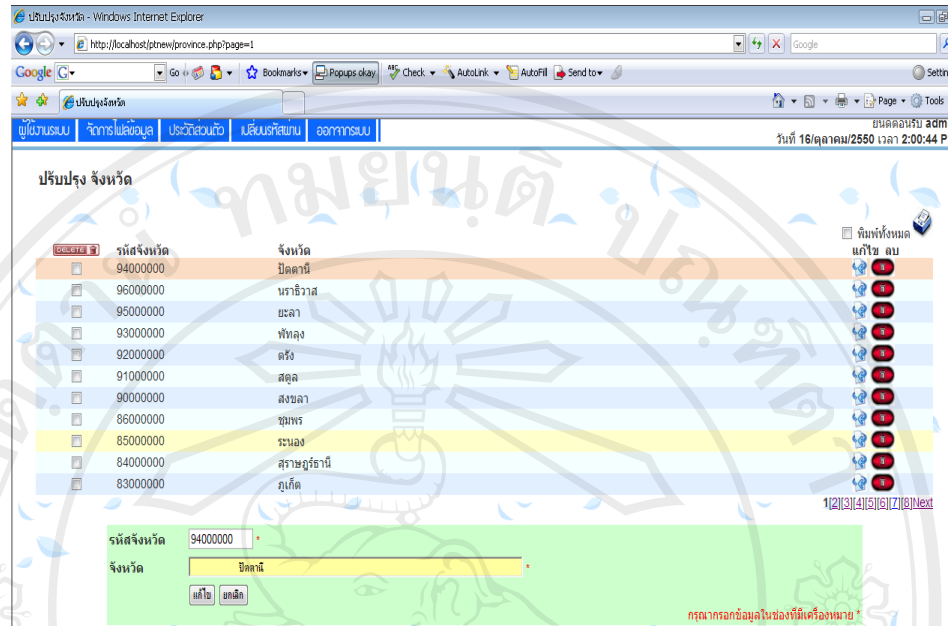 ปรับปรุงจังหวัด - Windows Internet Explorer
http://localhost/ptnew/province.php?page=1
Google
Google G Go Bookmarks Popups okay ABC Check AutoLink AutoFill Send to Settin
ปรับปรุงจังหวัด Page Tools
ผู้ใช้งานระบบ จัดการไฟล์ข้อมูล ประวัติส่วนตัว เปลี่ยนรหัสผ่าน ออกจากระบบ ยินดีต้อนรับ adm
วันที่ 16/ตุลาคม/2550 เวลา 2:00:44 P
ปรับปรุง จังหวัด
พิมพ์ทั้งหมด
DELETE รหัสจังหวัด จังหวัด แก้ไข ลบ
94000000 ปัตตานี
96000000 นราธิวาส
95000000 ยะลา
93000000 พัทลุง
92000000 ตรัง
91000000 สตูล
90000000 สงขลา
86000000 ชุมพร
85000000 ระนอง
84000000 สุราษฎร์ธานี
83000000 ภูเก็ต
1[2][3][4][5][6][7][8]Next
รหัสจังหวัด 94000000 *
จังหวัด ปัตตานี *
แก้ไข ยกเลิก
กรุณากรอกข้อมูลในช่องที่มีเครื่องหมาย *